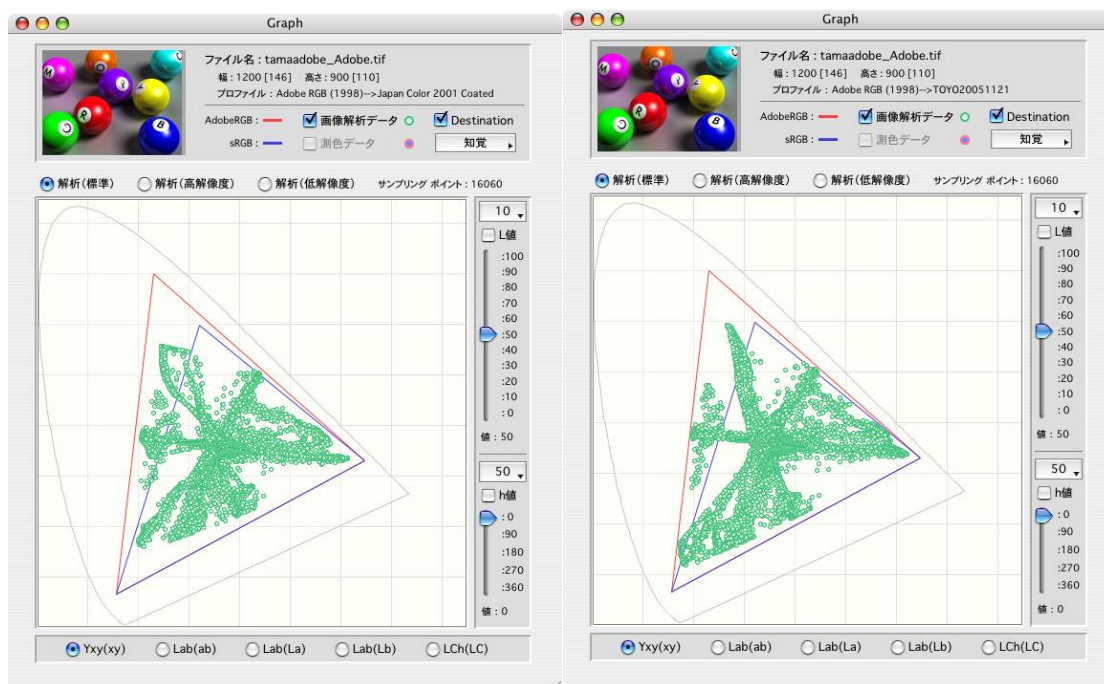 Graph
ファイル名 : tamaadobe_Adobe.tif
幅 : 1200 [146] 高さ : 900 [110]
プロファイル : Adobe RGB (1998)-->Japan Color 2001 Coated
AdobeRGB : 画像解析データ Destination
sRGB : 測色データ 知覚
解析(標準) 解析(高解像度) 解析(低解像度) サンプリング ポイント : 16060
10
L値
:100
:90
:80
:70
:60
:50
:40
:30
:20
:10
:0
値 : 50
50
h値
:0
:90
:180
:270
:360
値 : 0
Yxy(xy) Lab(ab) Lab(La) Lab(Lb) LCh(LC)
Graph
ファイル名 : tamaadobe_Adobe.tif
幅 : 1200 [146] 高さ : 900 [110]
プロファイル : Adobe RGB (1998)-->TOYO20051121
AdobeRGB : 画像解析データ Destination
sRGB : 測色データ 知覚
解析(標準) 解析(高解像度) 解析(低解像度) サンプリング ポイント : 16060
10
L値
:100
:90
:80
:70
:60
:50
:40
:30
:20
:10
:0
値 : 50
50
h値
:0
:90
:180
:270
:360
値 : 0
Yxy(xy) Lab(ab) Lab(La) Lab(Lb) LCh(LC)